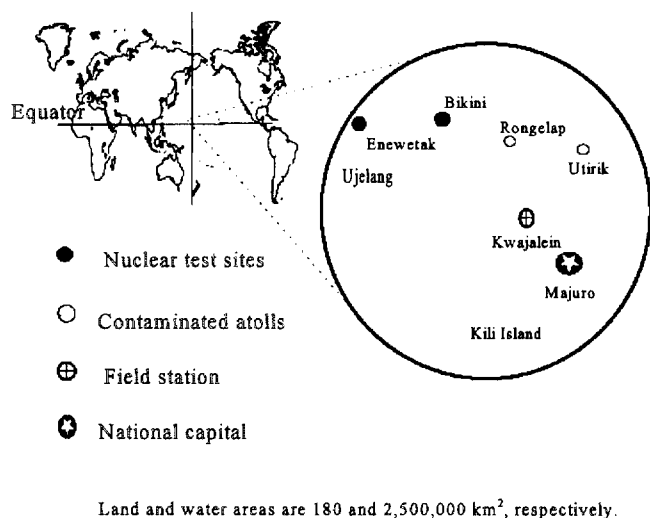 Equator
Bikini
Rongelap
Enewetak
Utirik
Ujelang
Kwajalein
Majuro
Kili Island
Nuclear test sites
Contaminated atolls
Field station
National capital
Land and water areas are 180 and 2,500,000 km², respectively.